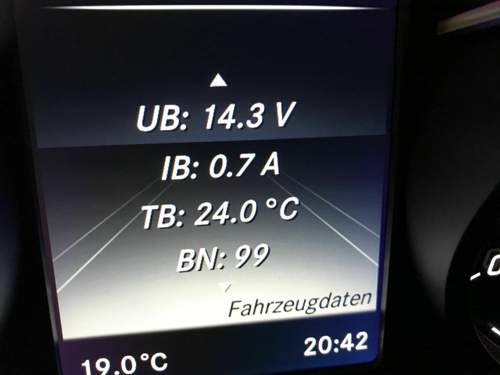 UB: 14.3 V
IB: 0.7 A
TB: 24.0 °C
BN: 99
Fahrzeugdaten
19.0°C 20:42